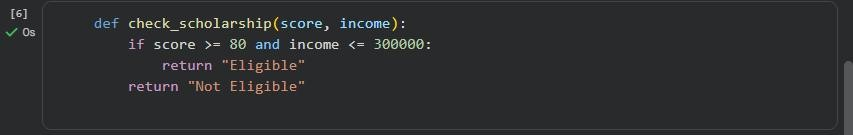 [6]
0s
def check_scholarship(score, income):
    if score >= 80 and income <= 300000:
        return "Eligible"
    return "Not Eligible"